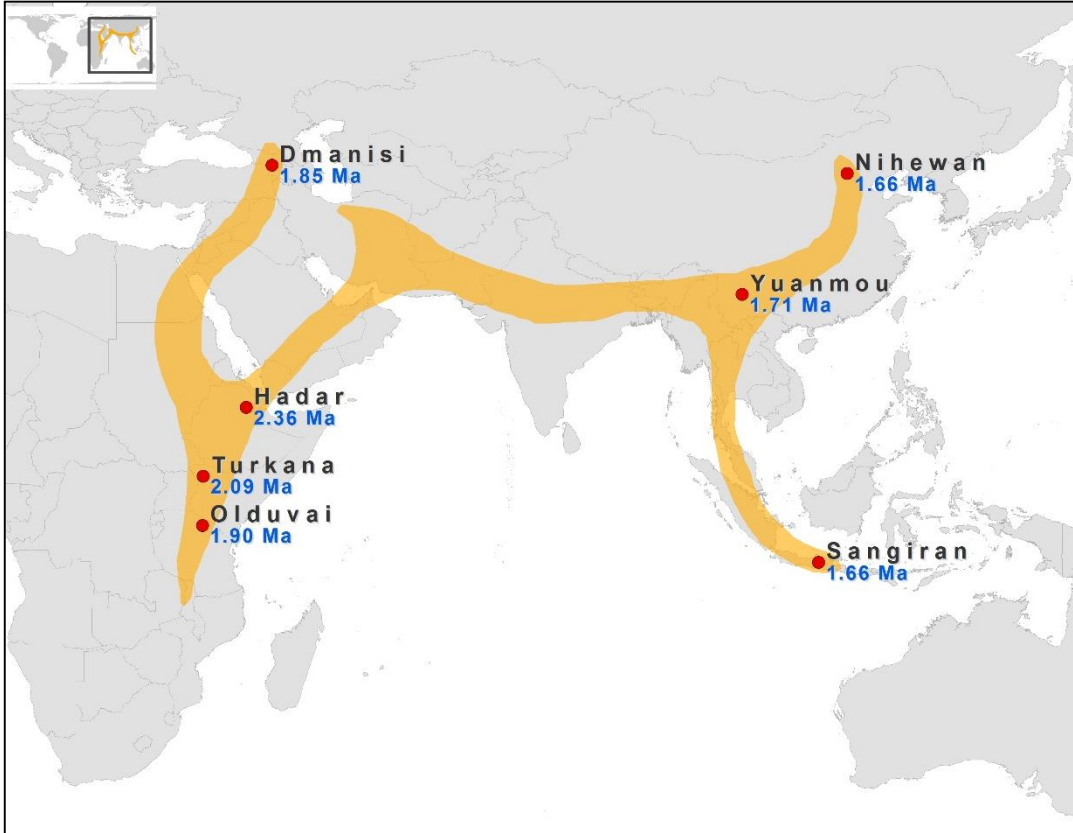 Dmanisi
1.85 Ma
Nihewan
1.66 Ma
Yuanmou
1.71 Ma
Hadar
2.36 Ma
Turkana
2.09 Ma
Olduvai
1.90 Ma
Sangiran
1.66 Ma